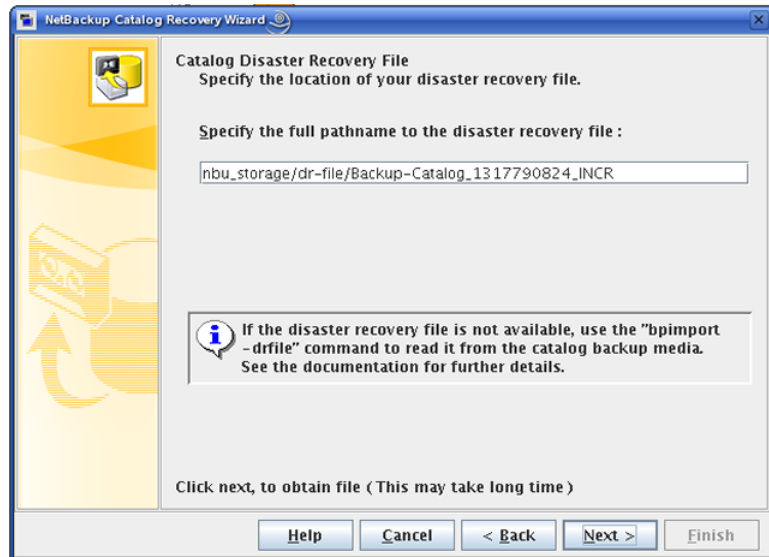 NetBackup Catalog Recovery Wizard
Catalog Disaster Recovery File
Specify the location of your disaster recovery file.
Specify the full pathname to the disaster recovery file :
nbu_storage/dr-file/Backup-Catalog_1317790824_INCR
If the disaster recovery file is not available, use the "bpimport
-drfile" command to read it from the catalog backup media.
See the documentation for further details.
Click next, to obtain file ( This may take long time )
Help Cancel < Back Next > Finish